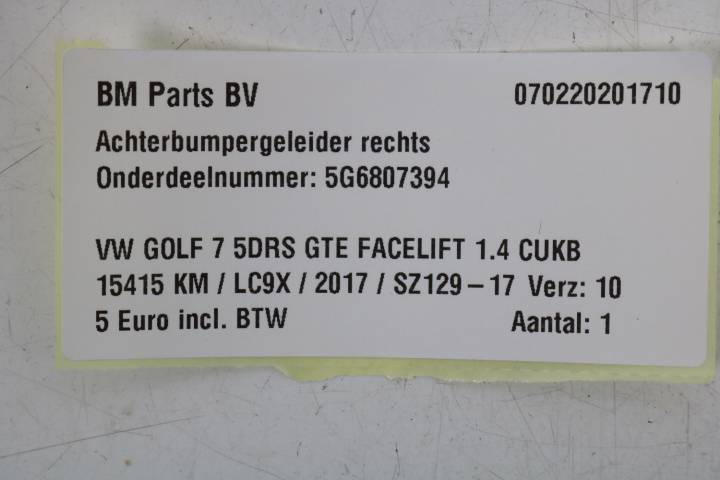 BM Parts BV 070220201710
Achterbumpergeleider rechts
Onderdeelnummer: 5G6807394
VW GOLF 7 5DRS GTE FACELIFT 1.4 CUKB
15415 KM / LC9X / 2017 / SZ129-17 Verz: 10
5 Euro incl. BTW Aantal: 1